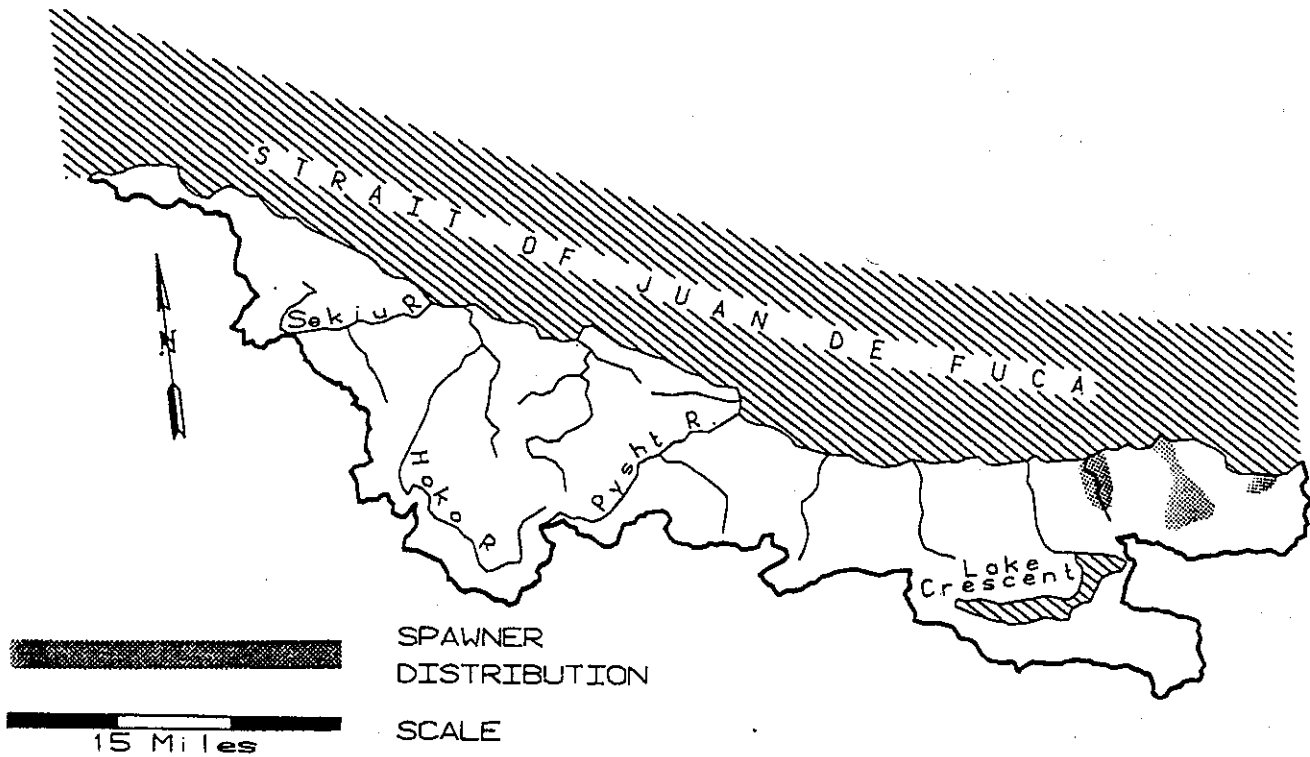 STRAIT OF JUAN DE FUCA
N
Sekiu R
Hoko R
Pysht R.
Lake
Crescent
SPAWNER
DISTRIBUTION
SCALE
15 Miles